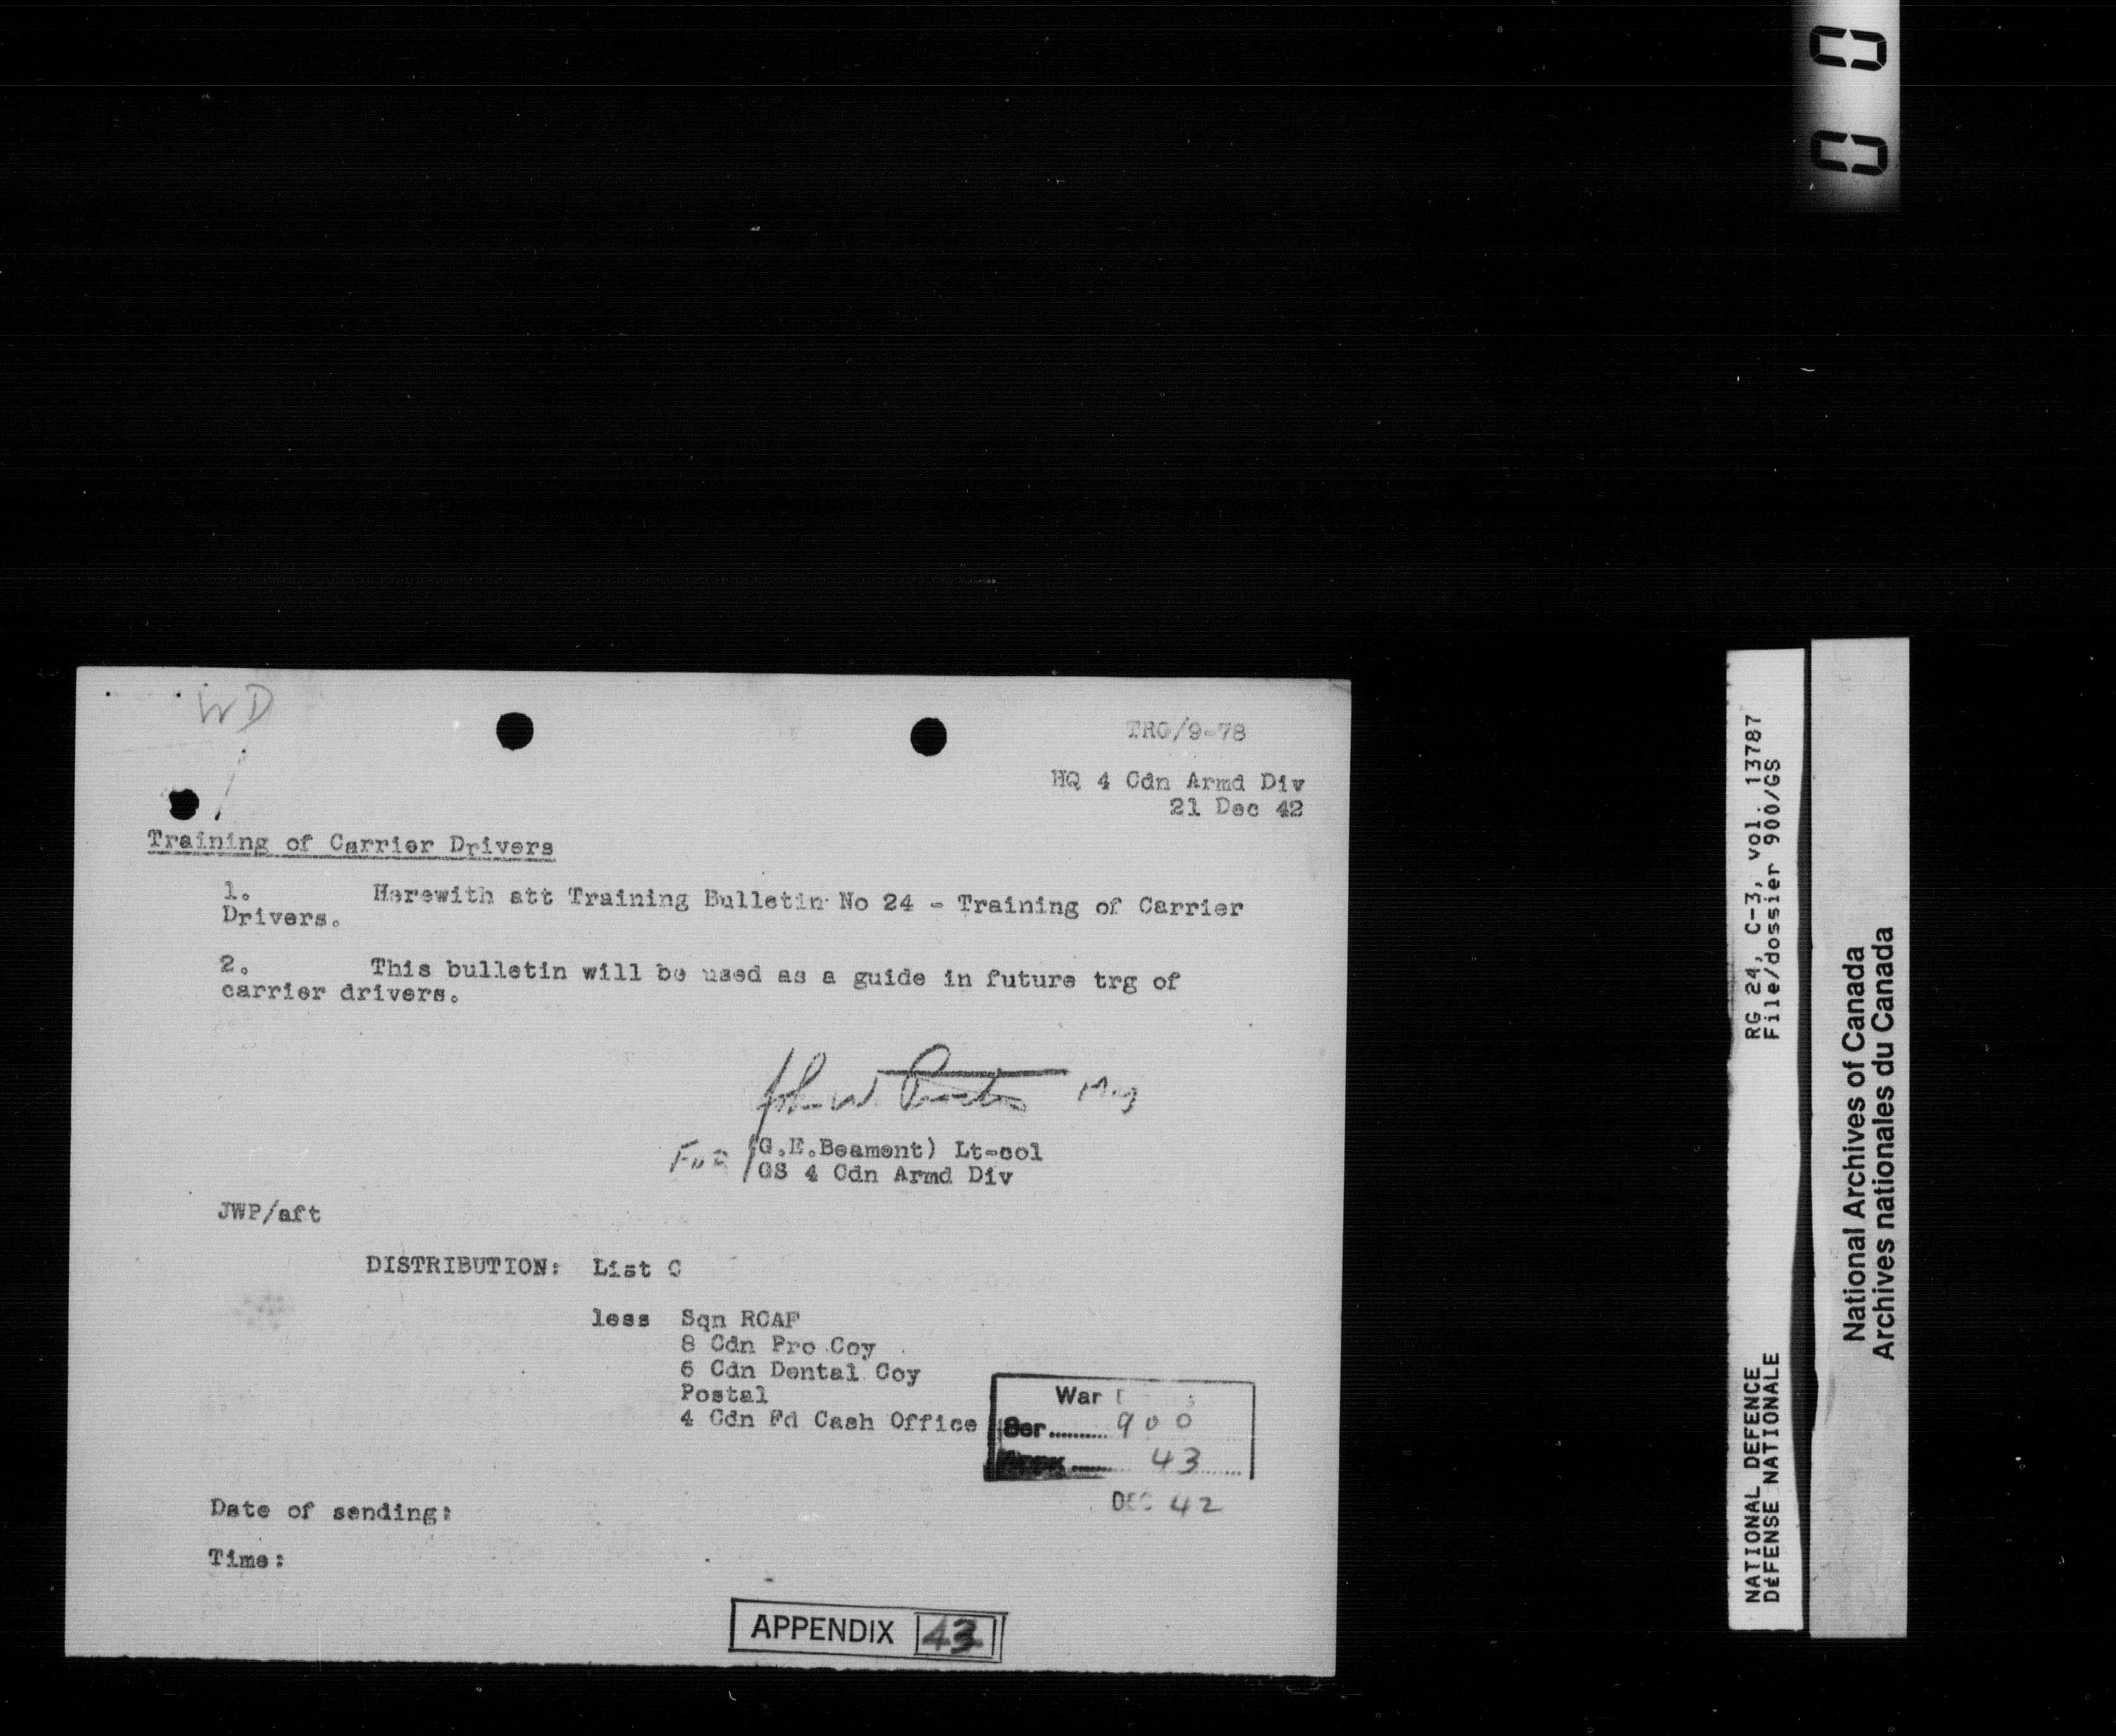 0 0
WD
TRG/9-78
HQ 4 Cdn Armd Div
21 Dec 42
Training of Carrier Drivers
1. Herewith att Training Bulletin No 24 - Training of Carrier
Drivers.
2. This bulletin will be used as a guide in future trg of
carrier drivers.
John W. Maj
For (G.E.Beament) Lt-col
GS 4 Cdn Armd Div
JWP/aft
DISTRIBUTION: List C
less Sqn RCAF
8 Cdn Pro Coy
6 Cdn Dental Coy
Postal
4 Cdn Fd Cash Office
War
Ser.......... 900
Appx ...... 43
DEC 42
Date of sending:
Time:
APPENDIX 43
RG 24, C-3, vol. 13787
File/dossier 900/GS
NATIONAL DEFENCE
DÉFENSE NATIONALE
National Archives of Canada
Archives nationales du Canada